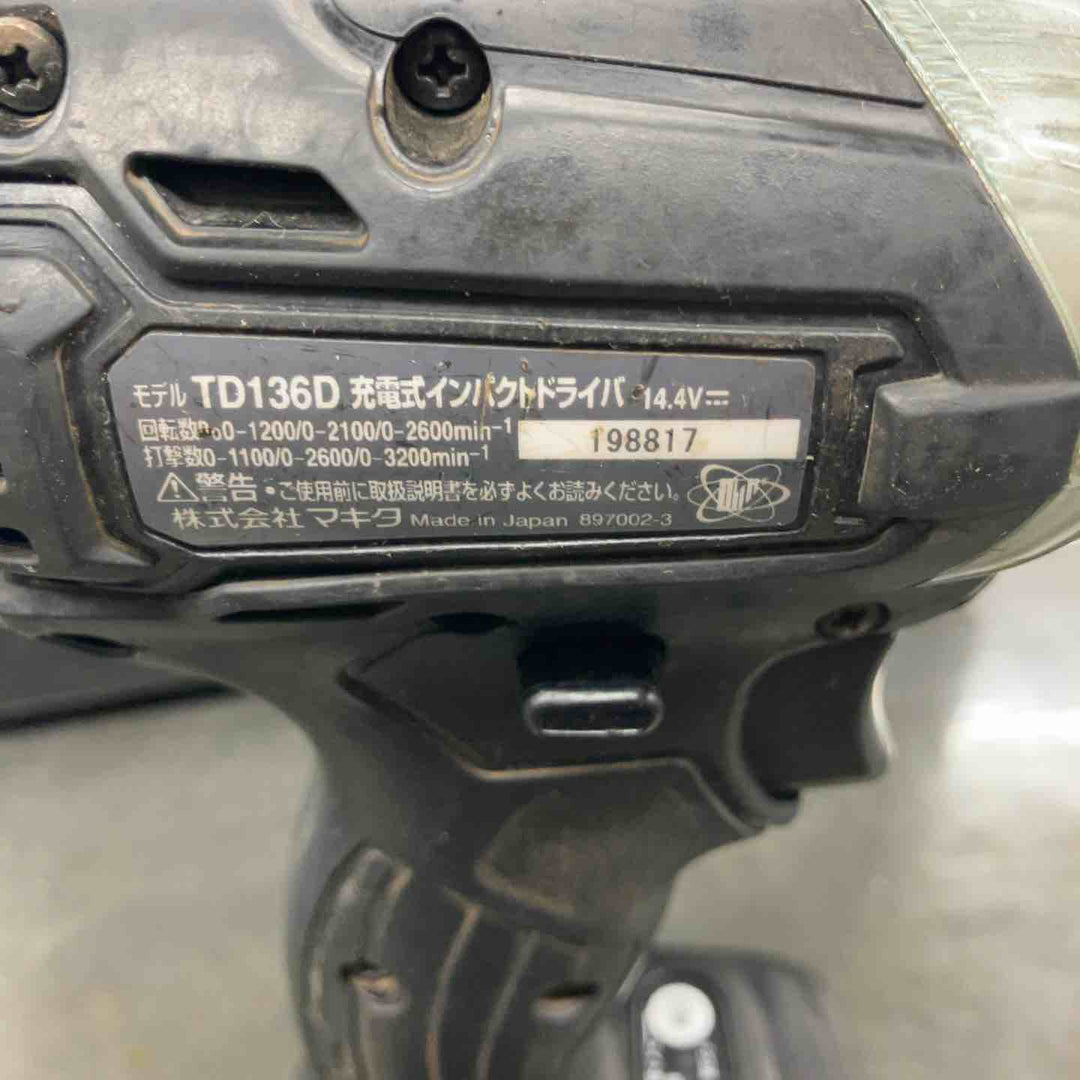 モデル TD136D 充電式インパクトドライバ 14.4V⎓
回転数 0-1200/0-2100/0-2600min⁻¹
198817
打撃数0-1100/0-2600/0-3200min⁻¹
⚠警告・ご使用前に取扱説明書を必ずよくお読みください。
株式会社マキタ Made in Japan 897002-3